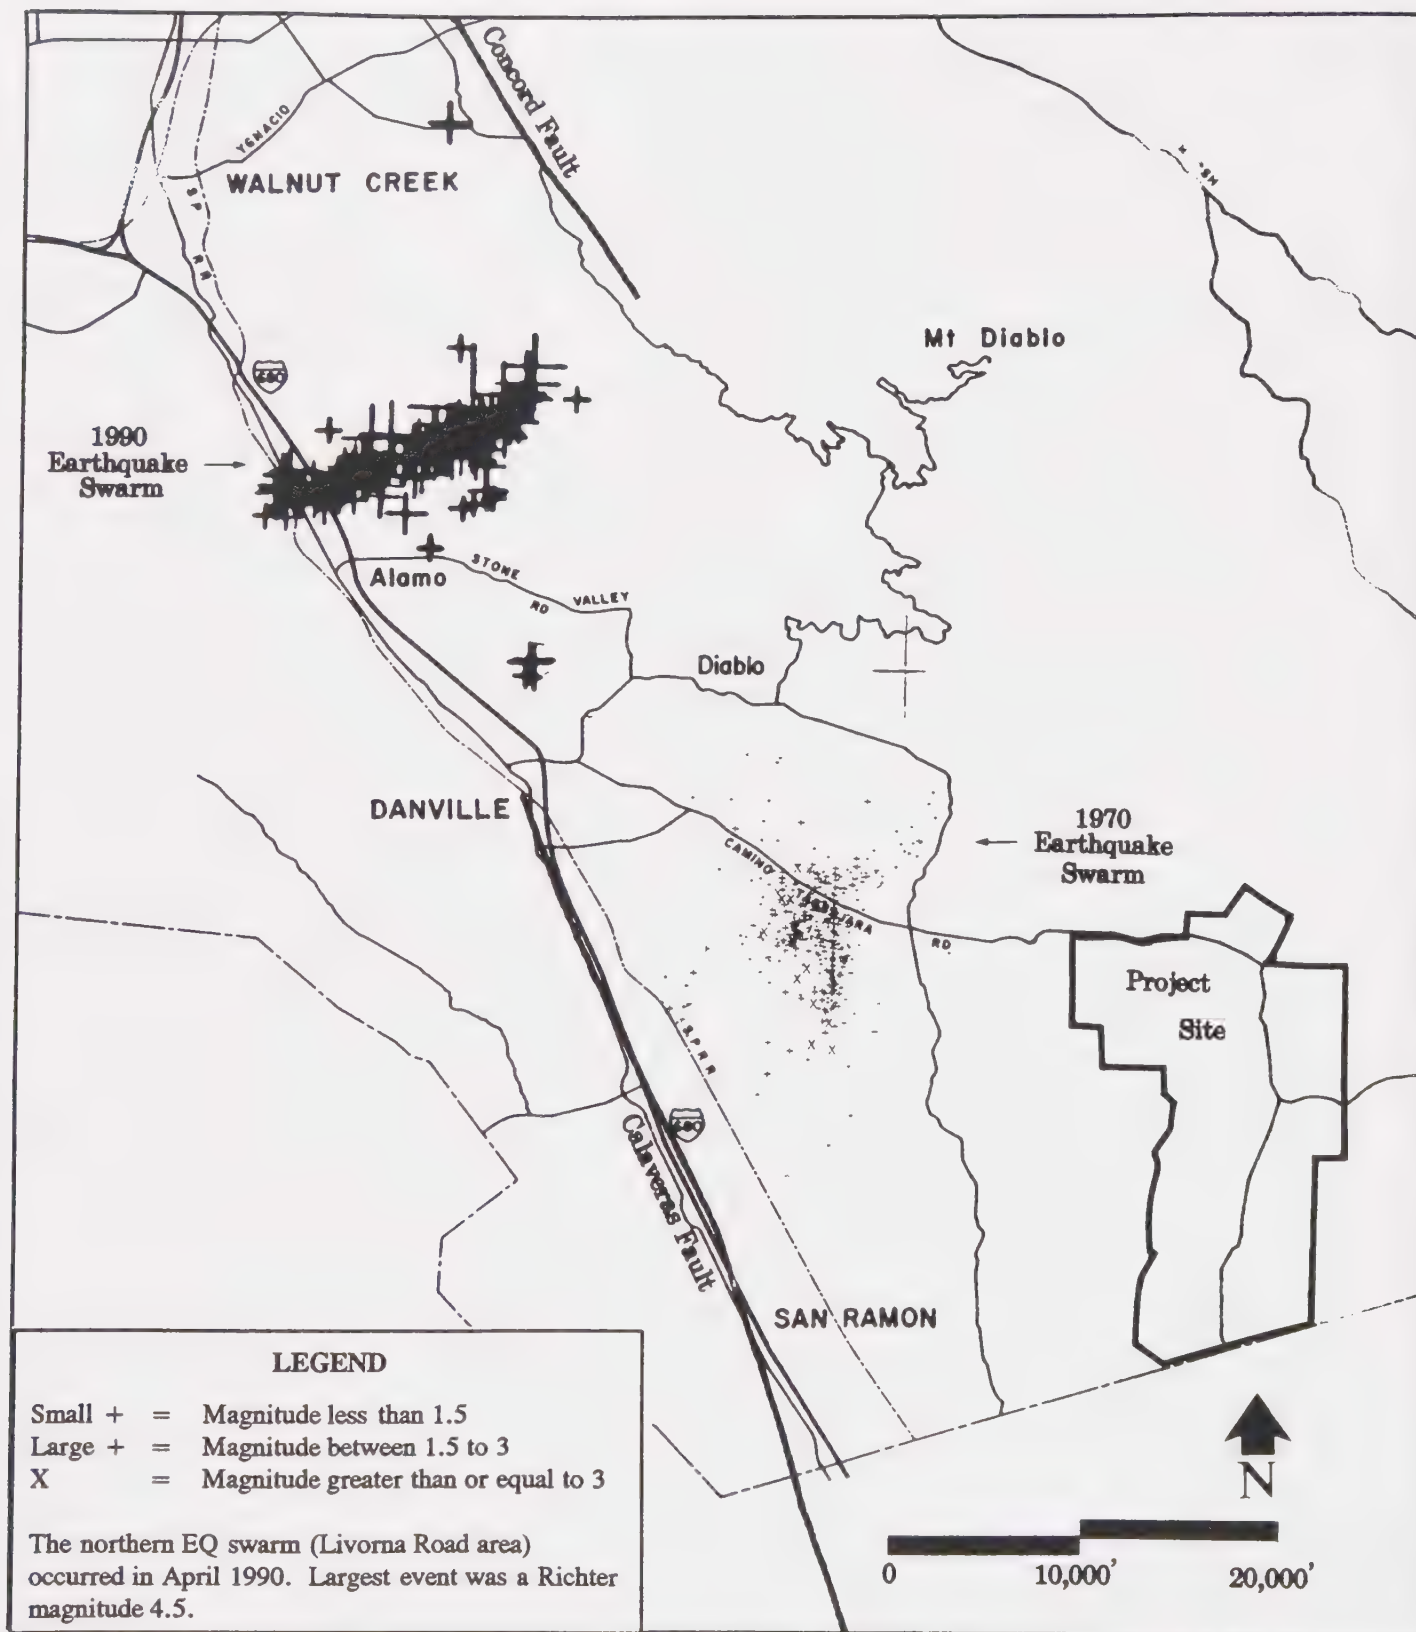 Concord Fault
YGNACIO
WALNUT CREEK
S P
R R
Mt Diablo
680
1990
Earthquake
Swarm
Alamo
STONE
VALLEY
RD
Diablo
DANVILLE
1970
Earthquake
Swarm
CAMINO
TASSAJARA
RD
Project
Site
S.P.R.R
680
Calaveras Fault
SAN RAMON
LEGEND
Small + = Magnitude less than 1.5
Large + = Magnitude between 1.5 to 3
X = Magnitude greater than or equal to 3
The northern EQ swarm (Livorna Road area)
occurred in April 1990. Largest event was a Richter
magnitude 4.5.
N
0 10,000' 20,000'